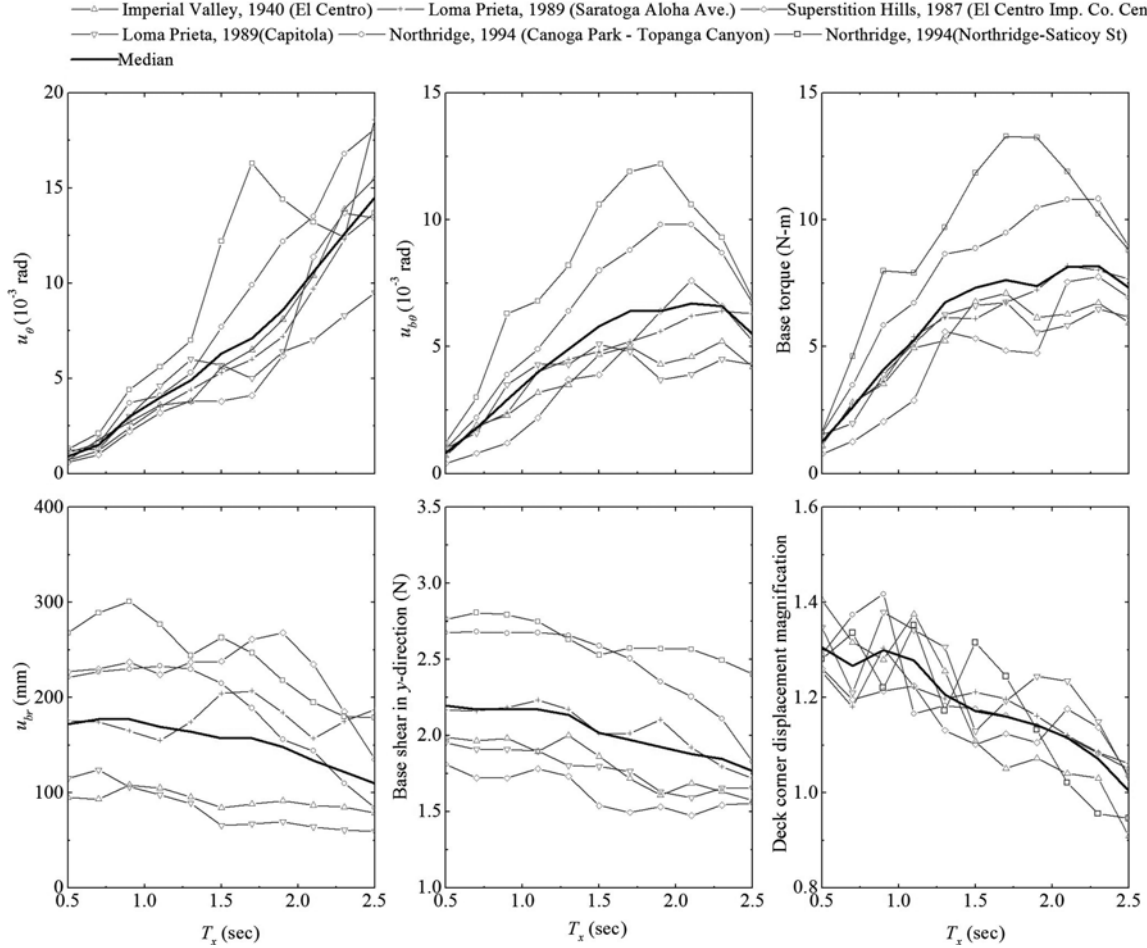 Imperial Valley, 1940 (El Centro) Loma Prieta, 1989 (Saratoga Aloha Ave.) Superstition Hills, 1987 (El Centro Imp. Co. Cen
Loma Prieta, 1989(Capitola) Northridge, 1994 (Canoga Park - Topanga Canyon) Northridge, 1994(Northridge-Saticoy St)
Median
20
15
10
5
0
u_θ (10⁻³ rad)
15
10
5
0
u_bθ (10⁻³ rad)
15
10
5
0
Base torque (N-m)
400
300
200
100
0
u_br (mm)
0.5 1.0 1.5 2.0 2.5
T_x (sec)
3.5
3.0
2.5
2.0
1.5
1.0
Base shear in y-direction (N)
0.5 1.0 1.5 2.0 2.5
T_x (sec)
1.6
1.4
1.2
1.0
0.8
Deck corner displacement magnification
0.5 1.0 1.5 2.0 2.5
T_x (sec)